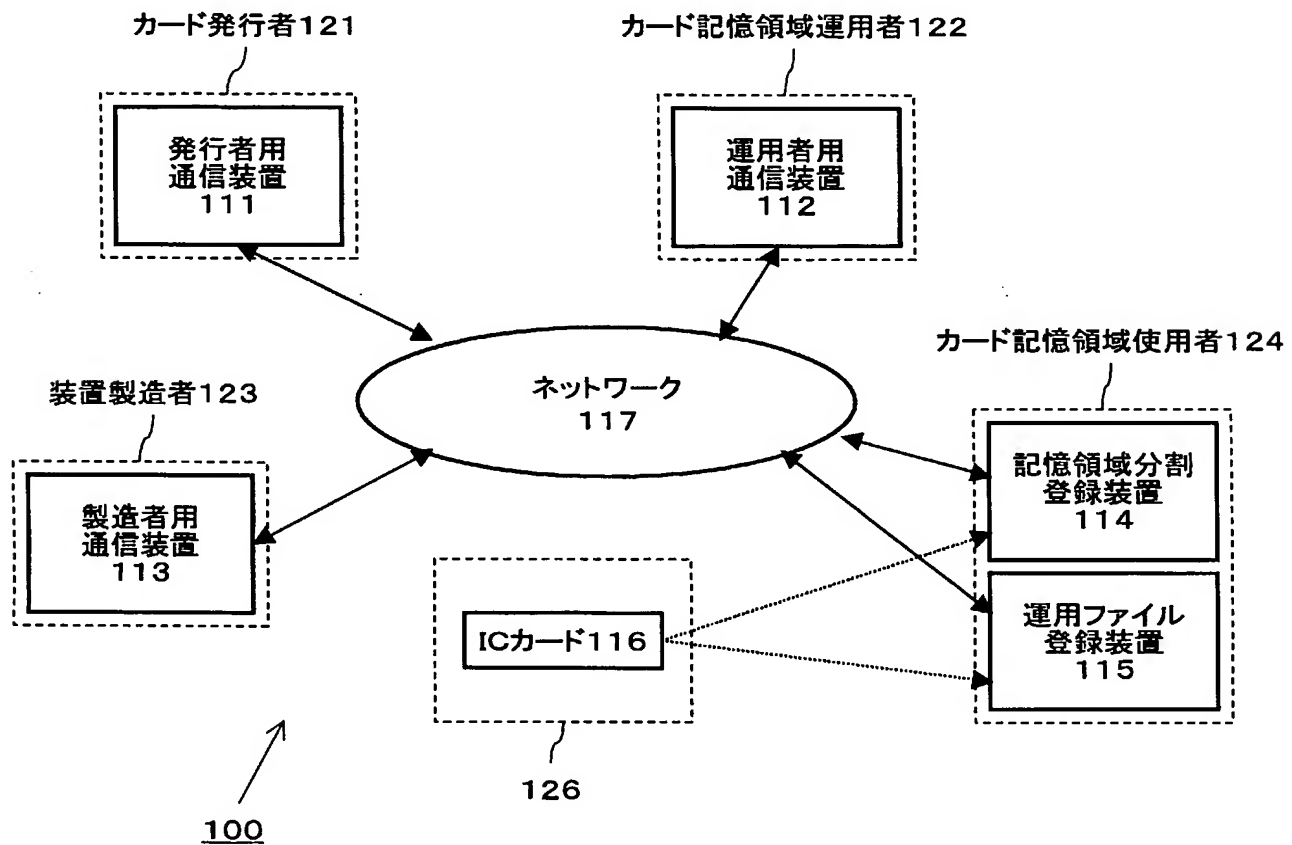 カード発行者121
カード記憶領域運用者122
発行者用
通信装置
111
運用者用
通信装置
112
カード記憶領域使用者124
装置製造者123
ネットワーク
117
記憶領域分割
登録装置
114
製造者用
通信装置
113
ICカード116
運用ファイル
登録装置
115
126
100